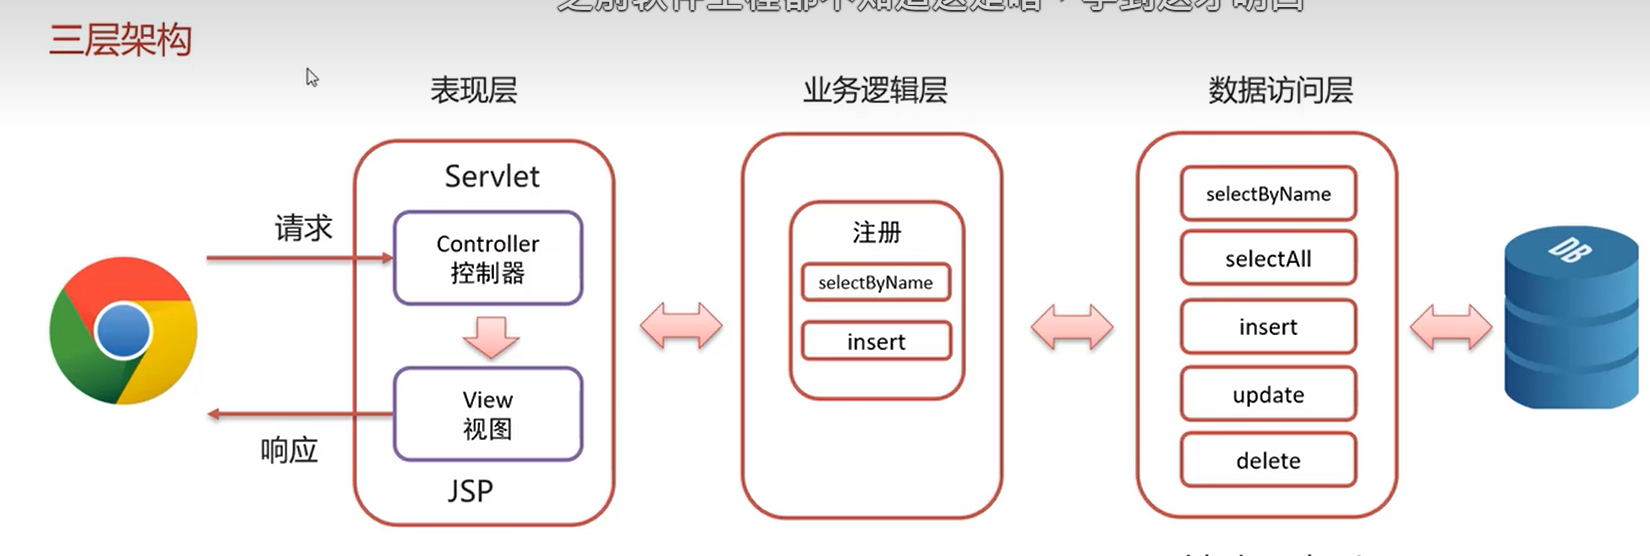 三层架构
表现层
业务逻辑层
数据访问层
请求
响应
Servlet
Controller
控制器
View
视图
JSP
注册
selectByName
insert
selectByName
selectAll
insert
update
delete
DB